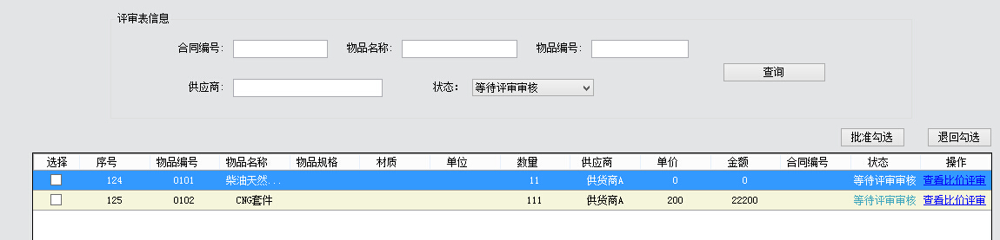 评审表信息
合同编号: 物品名称: 物品编号:
查询
供应商: 状态: 等待评审审核
批准勾选 退回勾选
选择 序号 物品编号 物品名称 物品规格 材质 单位 数量 供应商 单价 金额 合同编号 状态 操作
124 0101 柴油天然... 11 供货商A 0 0 等待评审审核 查看比价评审
125 0102 CNG套件 111 供货商A 200 22200 等待评审审核 查看比价评审